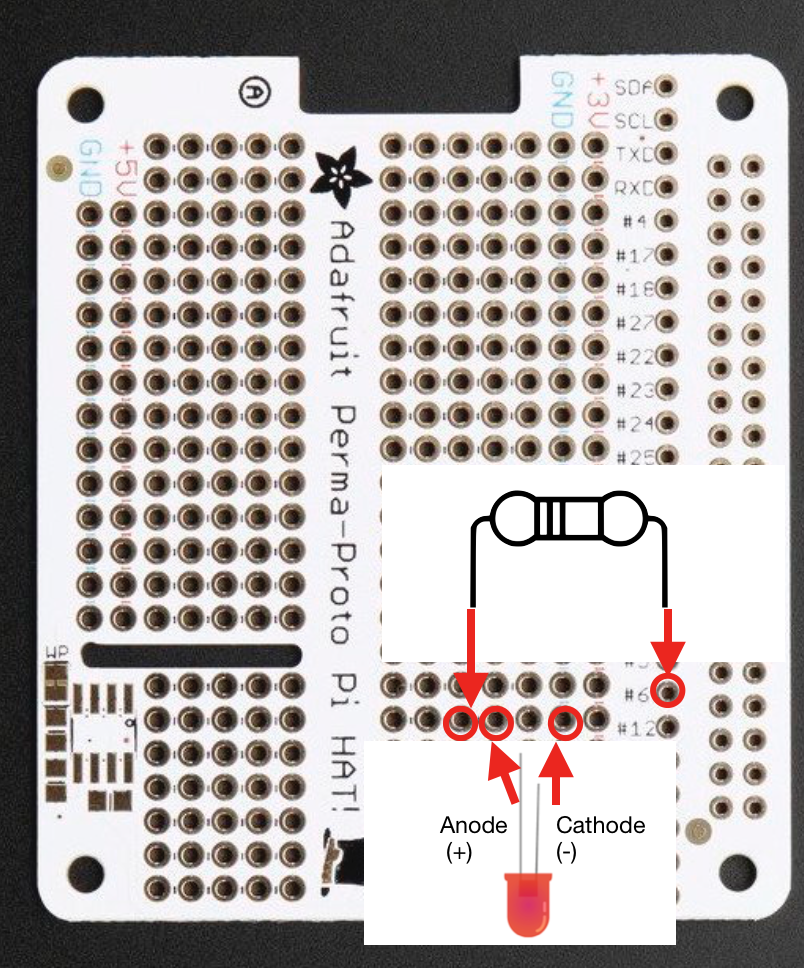 A
GND
+5V
Adafruit Perma-Proto Pi HAT!
GND
+3V
SDA
SCL
TXD
RXD
#4
#17
#18
#27
#22
#23
#24
#25
#6
#12
WP
Anode
(+)
Cathode
(-)